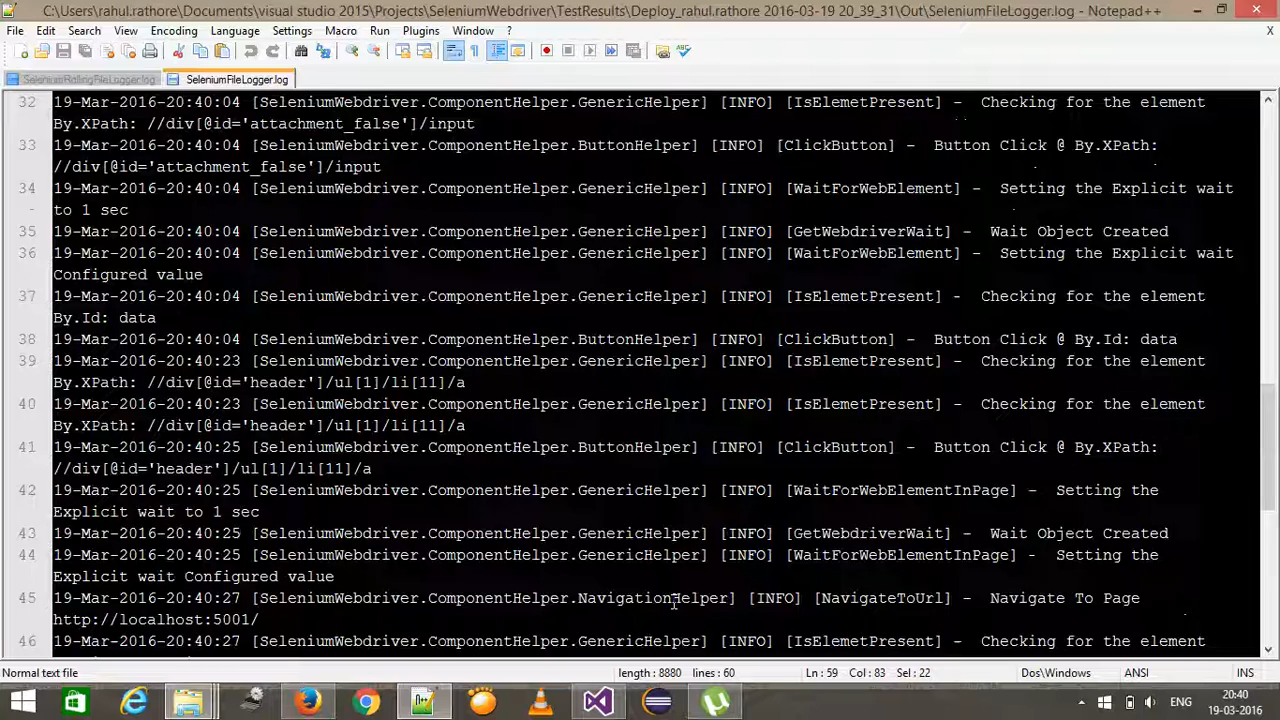 C:\Users\rahul.rathore\Documents\visual studio 2015\Projects\SeleniumWebdriver\TestResults\Deploy_rahul.rathore 2016-03-19 20_39_31\Out\SeleniumFileLogger.log - Notepad++
File Edit Search View Encoding Language Settings Macro Run Plugins Window ? X
SeleniumRollingFileLogger.log SeleniumFileLogger.log
32 19-Mar-2016-20:40:04 [SeleniumWebdriver.ComponentHelper.GenericHelper] [INFO] [IsElemetPresent] - Checking for the element
By.XPath: //div[@id='attachment_false']/input
33 19-Mar-2016-20:40:04 [SeleniumWebdriver.ComponentHelper.ButtonHelper] [INFO] [ClickButton] - Button Click @ By.XPath:
//div[@id='attachment_false']/input
34 19-Mar-2016-20:40:04 [SeleniumWebdriver.ComponentHelper.GenericHelper] [INFO] [WaitForWebElement] - Setting the Explicit wait
to 1 sec
35 19-Mar-2016-20:40:04 [SeleniumWebdriver.ComponentHelper.GenericHelper] [INFO] [GetWebdriverWait] - Wait Object Created
36 19-Mar-2016-20:40:04 [SeleniumWebdriver.ComponentHelper.GenericHelper] [INFO] [WaitForWebElement] - Setting the Explicit wait
Configured value
37 19-Mar-2016-20:40:04 [SeleniumWebdriver.ComponentHelper.GenericHelper] [INFO] [IsElemetPresent] - Checking for the element
By.Id: data
38 19-Mar-2016-20:40:04 [SeleniumWebdriver.ComponentHelper.ButtonHelper] [INFO] [ClickButton] - Button Click @ By.Id: data
39 19-Mar-2016-20:40:23 [SeleniumWebdriver.ComponentHelper.GenericHelper] [INFO] [IsElemetPresent] - Checking for the element
By.XPath: //div[@id='header']/ul[1]/li[11]/a
40 19-Mar-2016-20:40:23 [SeleniumWebdriver.ComponentHelper.GenericHelper] [INFO] [IsElemetPresent] - Checking for the element
By.XPath: //div[@id='header']/ul[1]/li[11]/a
41 19-Mar-2016-20:40:25 [SeleniumWebdriver.ComponentHelper.ButtonHelper] [INFO] [ClickButton] - Button Click @ By.XPath:
//div[@id='header']/ul[1]/li[11]/a
42 19-Mar-2016-20:40:25 [SeleniumWebdriver.ComponentHelper.GenericHelper] [INFO] [WaitForWebElementInPage] - Setting the
Explicit wait to 1 sec
43 19-Mar-2016-20:40:25 [SeleniumWebdriver.ComponentHelper.GenericHelper] [INFO] [GetWebdriverWait] - Wait Object Created
44 19-Mar-2016-20:40:25 [SeleniumWebdriver.ComponentHelper.GenericHelper] [INFO] [WaitForWebElementInPage] - Setting the
Explicit wait Configured value
45 19-Mar-2016-20:40:27 [SeleniumWebdriver.ComponentHelper.NavigationHelper] [INFO] [NavigateToUrl] - Navigate To Page
http://localhost:5001/
46 19-Mar-2016-20:40:27 [SeleniumWebdriver.ComponentHelper.GenericHelper] [INFO] [IsElemetPresent] - Checking for the element
Normal text file length : 8880 lines : 60 Ln : 59 Col : 83 Sel : 22 Dos\Windows ANSI INS
ENG 20:40
19-03-2016